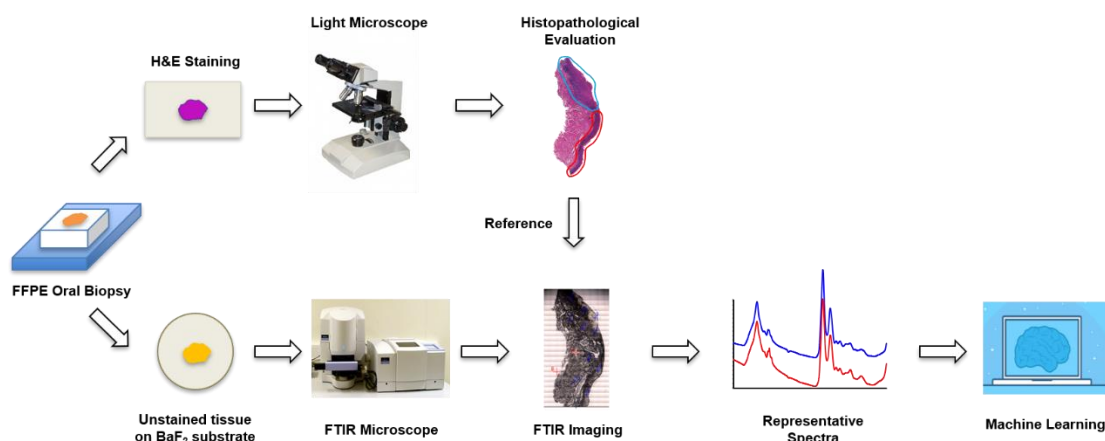 Light Microscope
Histopathological
Evaluation
H&E Staining
Reference
FFPE Oral Biopsy
Unstained tissue
on BaF₂ substrate
FTIR Microscope
FTIR Imaging
Representative
Spectra
Machine Learning